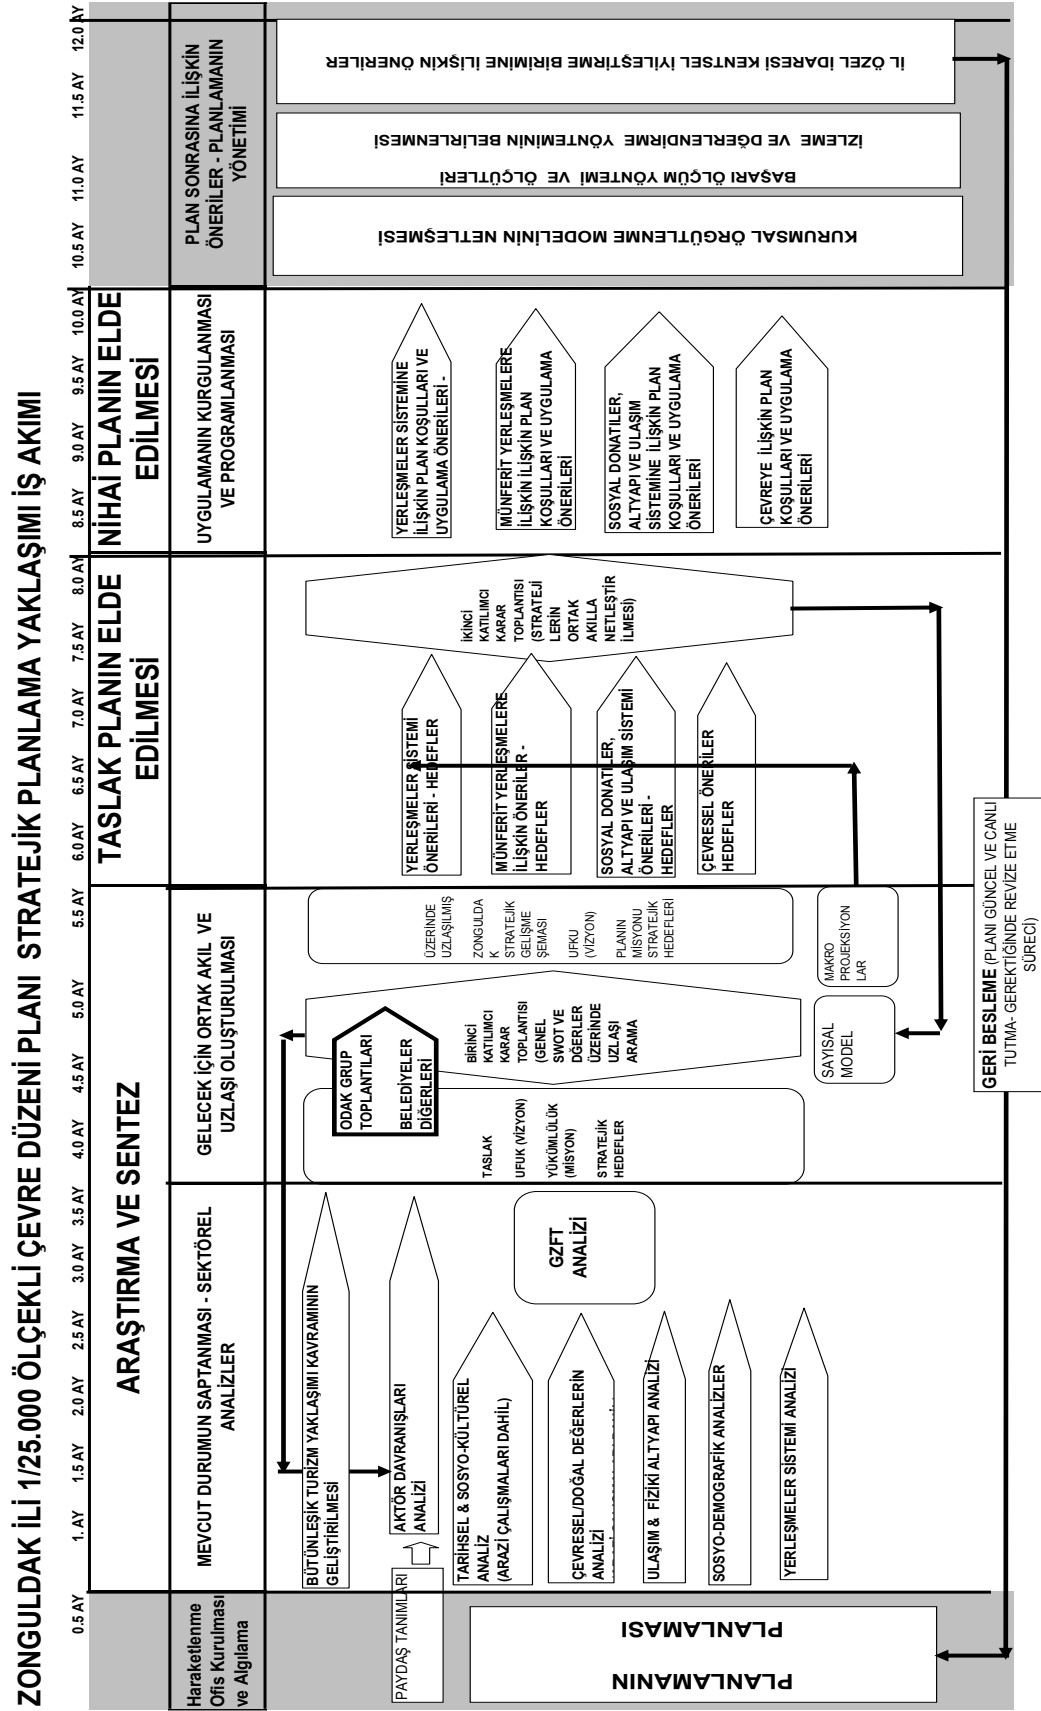 ZONGULDAK İLİ 1/25.000 ÖLÇEKLİ ÇEVRE DÜZENİ PLANI STRATEJİK PLANLAMA YAKLAŞIMI İŞ AKIMI
0.5 AY
1. AY
1.5 AY
2.0 AY
2.5 AY
3.0 AY
3.5 AY
4.0 AY
4.5 AY
5.0 AY
5.5 AY
6.0 AY
6.5 AY
7.0 AY
7.5 AY
8.0 AY
8.5 AY
9.0 AY
9.5 AY
10.0 AY
10.5 AY
11.0 AY
11.5 AY
12.0 AY
ARAŞTIRMA VE SENTEZ
TASLAK PLANIN ELDE
EDİLMESİ
NİHAİ PLANIN ELDE
EDİLMESİ
Haraketlenme
Ofis Kurulması
ve Algılama
MEVCUT DURUMUN SAPTANMASI - SEKTÖREL
ANALİZLER
GELECEK İÇİN ORTAK AKIL VE
UZLAŞI OLUŞTURULMASI
UYGULAMANIN KURGULANMASI
VE PROGRAMLANMASI
PLAN SONRASINA İLİŞKİN
ÖNERİLER - PLANLAMANIN
YÖNETİMİ
PAYDAŞ TANIMLARI
PLANLAMANIN
PLANLAMASI
BÜTÜNLEŞİK TURİZM YAKLAŞIMI KAVRAMININ
GELİŞTİRİLMESİ
AKTÖR DAVRANIŞLARI
ANALİZİ
TARİHSEL & SOSYO-KÜLTÜREL
ANALİZ
(ARAZİ ÇALIŞMALARI DAHİL)
ÇEVRESEL/DOĞAL DEĞERLERİN
ANALİZİ
ULAŞIM & FİZİKİ ALTYAPI ANALİZİ
SOSYO-DEMOGRAFİK ANALİZLER
YERLEŞMELER SİSTEMİ ANALİZİ
GZFT
ANALİZİ
ODAK GRUP
TOPLANTILARI
BELEDİYELER
DİĞERLERİ
TASLAK
UFUK (VİZYON)
YÜKÜMLÜLÜK
(MİSYON)
STRATEJİK
HEDEFLER
BİRİNCİ
KATILIMCI
KARAR
TOPLANTISI
(GENEL
SWOT VE
DĞERLER
ÜZERİNDE
UZLAŞI
ARAMA
SAYISAL
MODEL
ÜZERİNDE
UZLAŞILMIŞ
ZONGULDA
K
STRATEJİK
GELİŞME
ŞEMASI
UFKU
(VİZYON)
PLANIN
MİSYONU
STRATEJİK
HEDEFLERİ
MAKRO
PROJEKSİYON
LAR
YERLEŞMELER SİSTEMİ
ÖNERİLERİ - HEDEFLER
MÜNFERİT YERLEŞMELERE
İLİŞKİN ÖNERİLER -
HEDEFLER
SOSYAL DONATILER,
ALTYAPI VE ULAŞIM SİSTEMİ
ÖNERİLERİ -
HEDEFLER
ÇEVRESEL ÖNERİLER
HEDEFLER
İKİNCİ
KATILIMCI
KARAR
TOPLANTISI
(STRATEJİ
LERİN
ORTAK
AKILLA
NETLEŞTİR
İLMESİ)
YERLEŞMELER SİSTEMİNE
İLİŞKİN PLAN KOŞULLARI VE
UYGULAMA ÖNERİLERİ -
MÜNFERİT YERLEŞMELERE
İLİŞKİN İLİŞKİN PLAN
KOŞULLARI VE UYGULAMA
ÖNERİLERİ
SOSYAL DONATILER,
ALTYAPI VE ULAŞIM
SİSTEMİNE İLİŞKİN PLAN
KOŞULLARI VE UYGULAMA
ÖNERİLERİ
ÇEVREYE İLİŞKİN PLAN
KOŞULLARI VE UYGULAMA
ÖNERİLERİ
KURUMSAL ÖRGÜTLENME MODELİNİN NETLEŞMESİ
BAŞARI ÖLÇÜM YÖNTEMİ VE ÖLÇÜTLERİ
İZLEME VE DĞERLENDİRME YÖNTEMİNİN BELİRLENMESİ
İL ÖZEL İDARESİ KENTSEL İYİLEŞTİRME BİRİMİNE İLİŞKİN ÖNERİLER
GERİ BESLEME (PLANI GÜNCEL VE CANLI
TUTMA- GEREKTİĞİNDE REVİZE ETME
SÜRECİ)